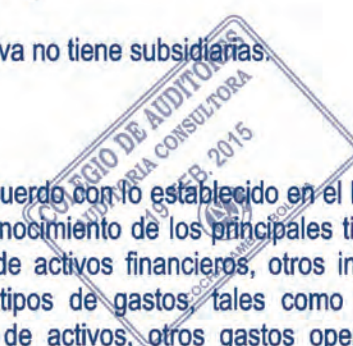 va no tiene subsidiarias.
COLEGIO DE AUDITORES
AUDITORIA CONSULTORA
19 FEB. 2015
uerdo con lo establecido en el
nocimiento de los principales ti
de activos financieros, otros in
tipos de gastos, tales como
de activos, otros gastos ope